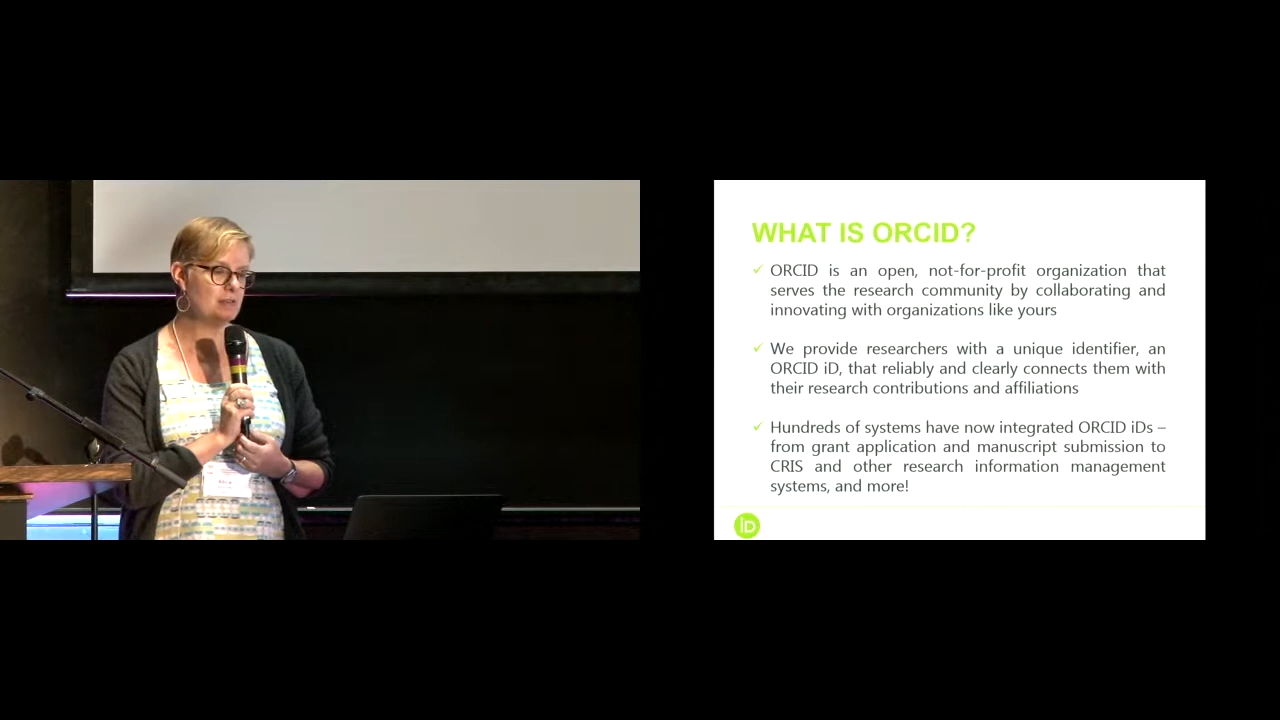 WHAT IS ORCID?
✓ ORCID is an open, not-for-profit organization that
serves the research community by collaborating and
innovating with organizations like yours
✓ We provide researchers with a unique identifier, an
ORCID iD, that reliably and clearly connects them with
their research contributions and affiliations
✓ Hundreds of systems have now integrated ORCID iDs –
from grant application and manuscript submission to
CRIS and other research information management
systems, and more!
iD